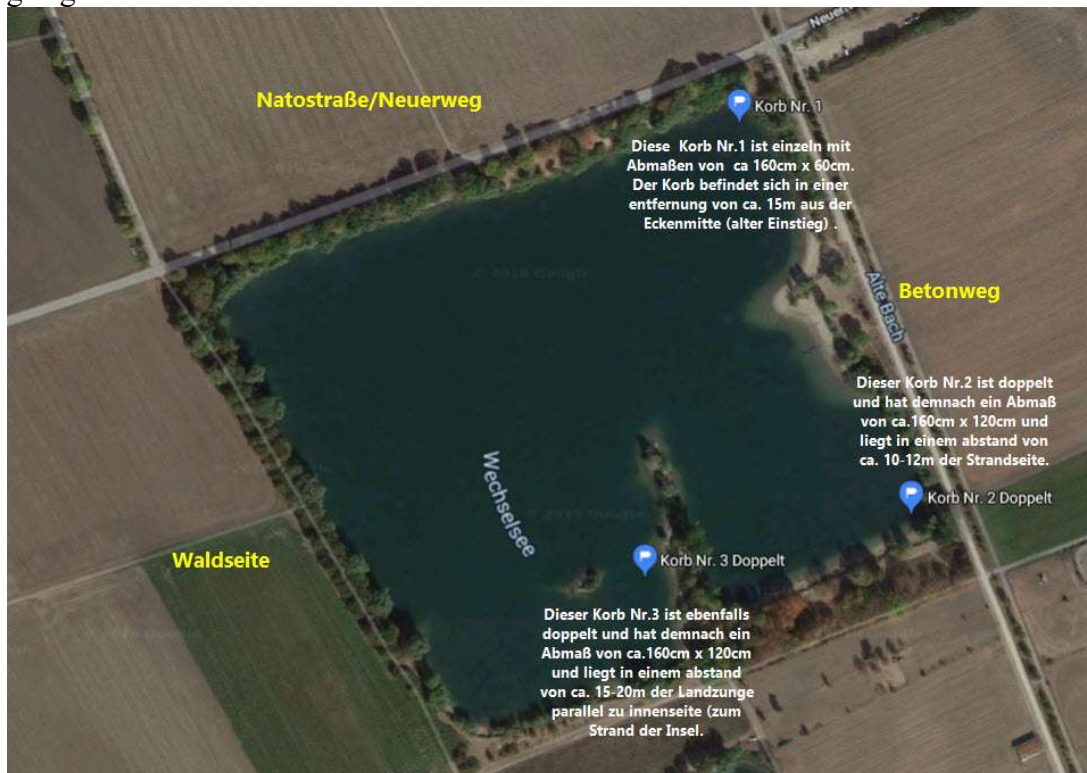 Neuer
Natostraße/Neuerweg
Korb Nr. 1
Diese Korb Nr.1 ist einzeln mit
Abmaßen von ca 160cm x 60cm.
Der Korb befindet sich in einer
entfernung von ca. 15m aus der
Eckenmitte (alter Einstieg) .
© 2019 Google
Alte Bach
Betonweg
Dieser Korb Nr.2 ist doppelt
und hat demnach ein Abmaß
von ca.160cm x 120cm und
liegt in einem abstand von
ca. 10-12m der Strandseite.
Wechselsee
Korb Nr. 2 Doppelt
© 2019 Google
Waldseite
Korb Nr. 3 Doppelt
Dieser Korb Nr.3 ist ebenfalls
doppelt und hat demnach ein
Abmaß von ca.160cm x 120cm
und liegt in einem abstand
von ca. 15-20m der Landzunge
parallel zu innenseite (zum
Strand der Insel.